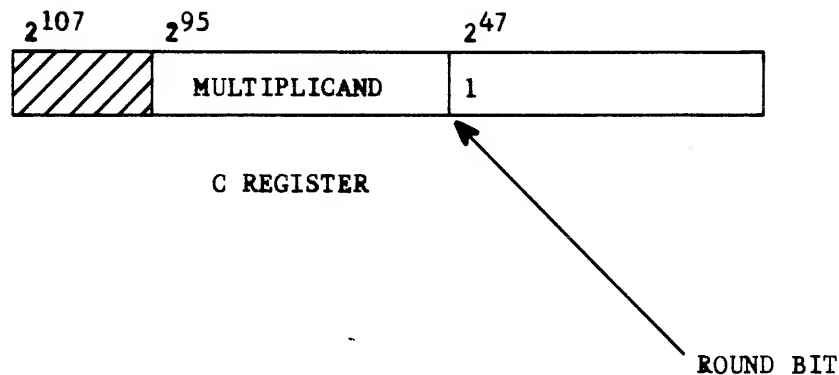 2^107 2^95 2^47
MULTIPLICAND 1
C REGISTER
ROUND BIT